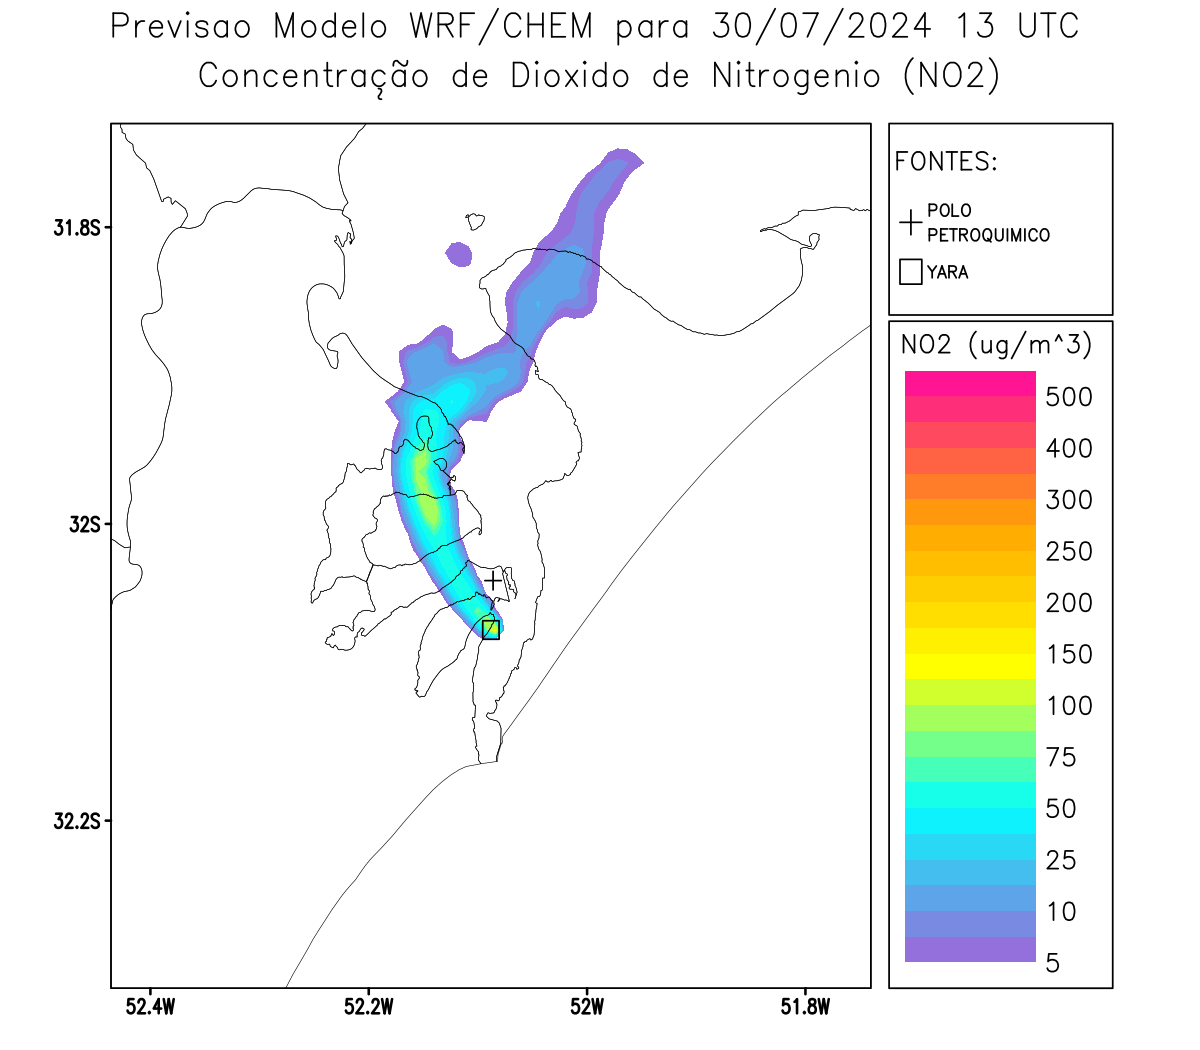 Previsao Modelo WRF/CHEM para 30/07/2024 13 UTC
Concentração de Dioxido de Nitrogenio (NO2)
FONTES:
POLO
PETROQUIMICO
YARA
31.8S
32S
32.2S
52.4W
52.2W
52W
51.8W
NO2 (ug/m^3)
500
400
300
250
200
150
100
75
50
25
10
5